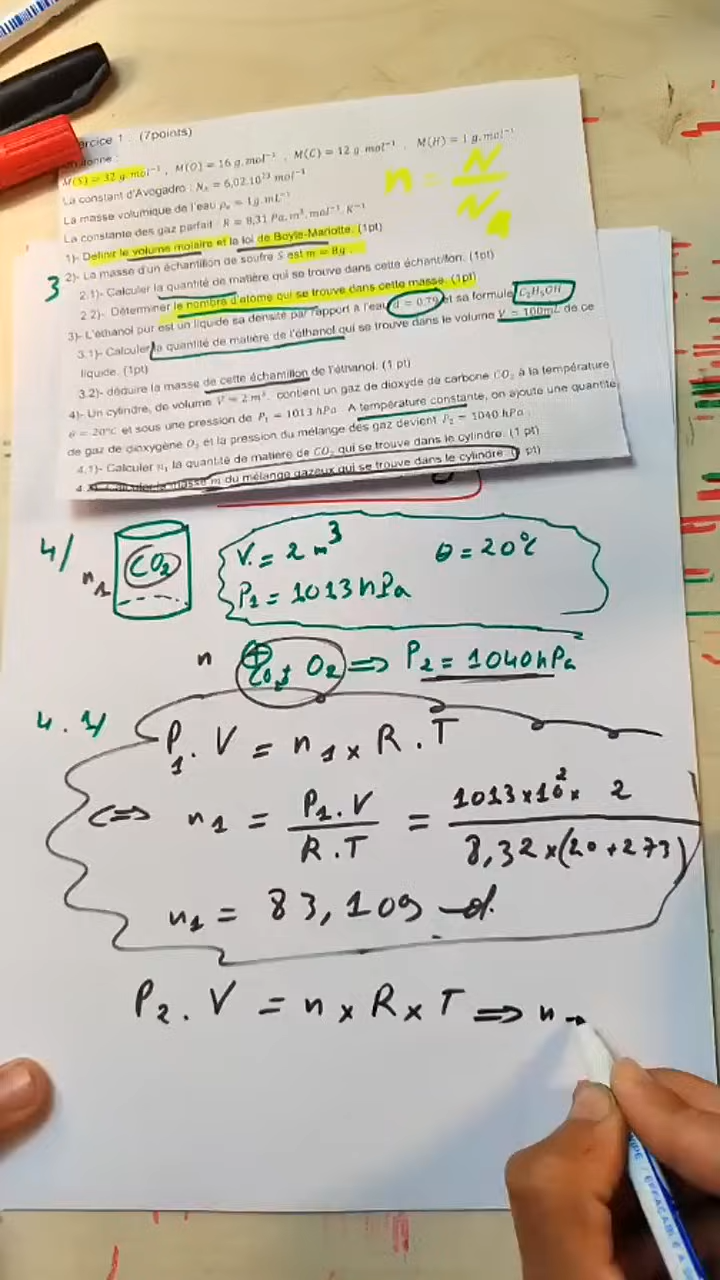 ercice 1 : (7points)
donne :
M(S) = 32 g.mol⁻¹ , M(O) = 16 g.mol⁻¹ , M(C) = 12 g.mol⁻¹ , M(H) = 1 g.mol⁻¹
La constant d'Avogadro : Nₐ = 6,02.10²³ mol⁻¹
La masse volumique de l'eau ρₑ = 1g.mL⁻¹
La constante des gaz parfait : R = 8,31 Pa.m³.mol⁻¹.K⁻¹
n = N/Nₐ
1)- Définir le volume molaire et la loi de Boyle-Mariotte. (1pt)
2)- La masse d'un échantillon de soufre S est m = 8g
3
2.1)- Calculer la quantité de matière qui se trouve dans cette échantillon. (1pt)
2.2)- Déterminer le nombre d'atome qui se trouve dans cette masse. (1pt)
3)- L'éthanol pur est un liquide sa densité par rapport à l'eau d = 0,79 et sa formule C₂H₅OH
3.1)- Calculer la quantité de matière de l'éthanol qui se trouve dans le volume V = 100mL de ce
liquide. (1pt)
3.2)- déduire la masse de cette échantillon de l'éthanol. (1 pt)
4)- Un cylindre, de volume V = 2 m³, contient un gaz de dioxyde de carbone CO₂ à la température
θ = 20°C et sous une pression de P₁ = 1013 hPa A température constante, on ajoute une quantité
de gaz de dioxygène O₂ et la pression du mélange des gaz devient P₂ = 1040 hPa
4.1)- Calculer n₁ la quantité de matière de CO₂ qui se trouve dans le cylindre. (1 pt)
Calculer la masse m du mélange gazeux qui se trouve dans le cylindre. pt)
4/ n₁ CO₂ V = 2 m³ θ = 20°C
P₁ = 1013 hPa
n CO₂ + O₂ ⟹ P₂ = 1040 hPa
4.1/
P₁ . V = n₁ × R . T
⟺ n₁ = P₁.V / R.T = 1013×10² × 2 / 8,32 × (20 + 273)
n₁ = 83,109
P₂ . V = n × R × T ⟹ n